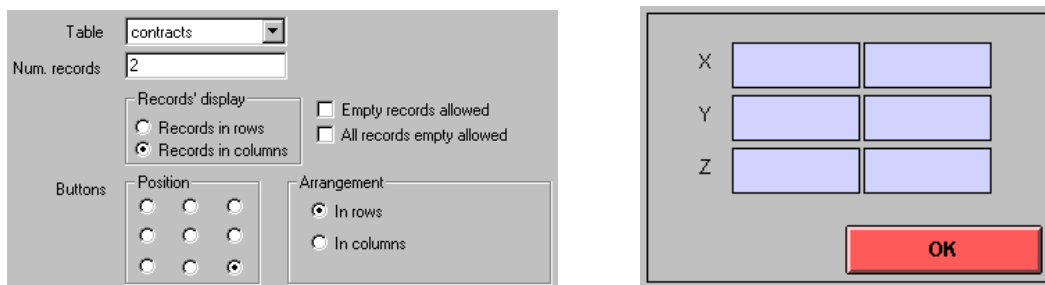 Table contracts
Num. records 2
Records' display
Records in rows
Records in columns
Empty records allowed
All records empty allowed
Buttons
Position
Arrangement
In rows
In columns
X
Y
Z
OK